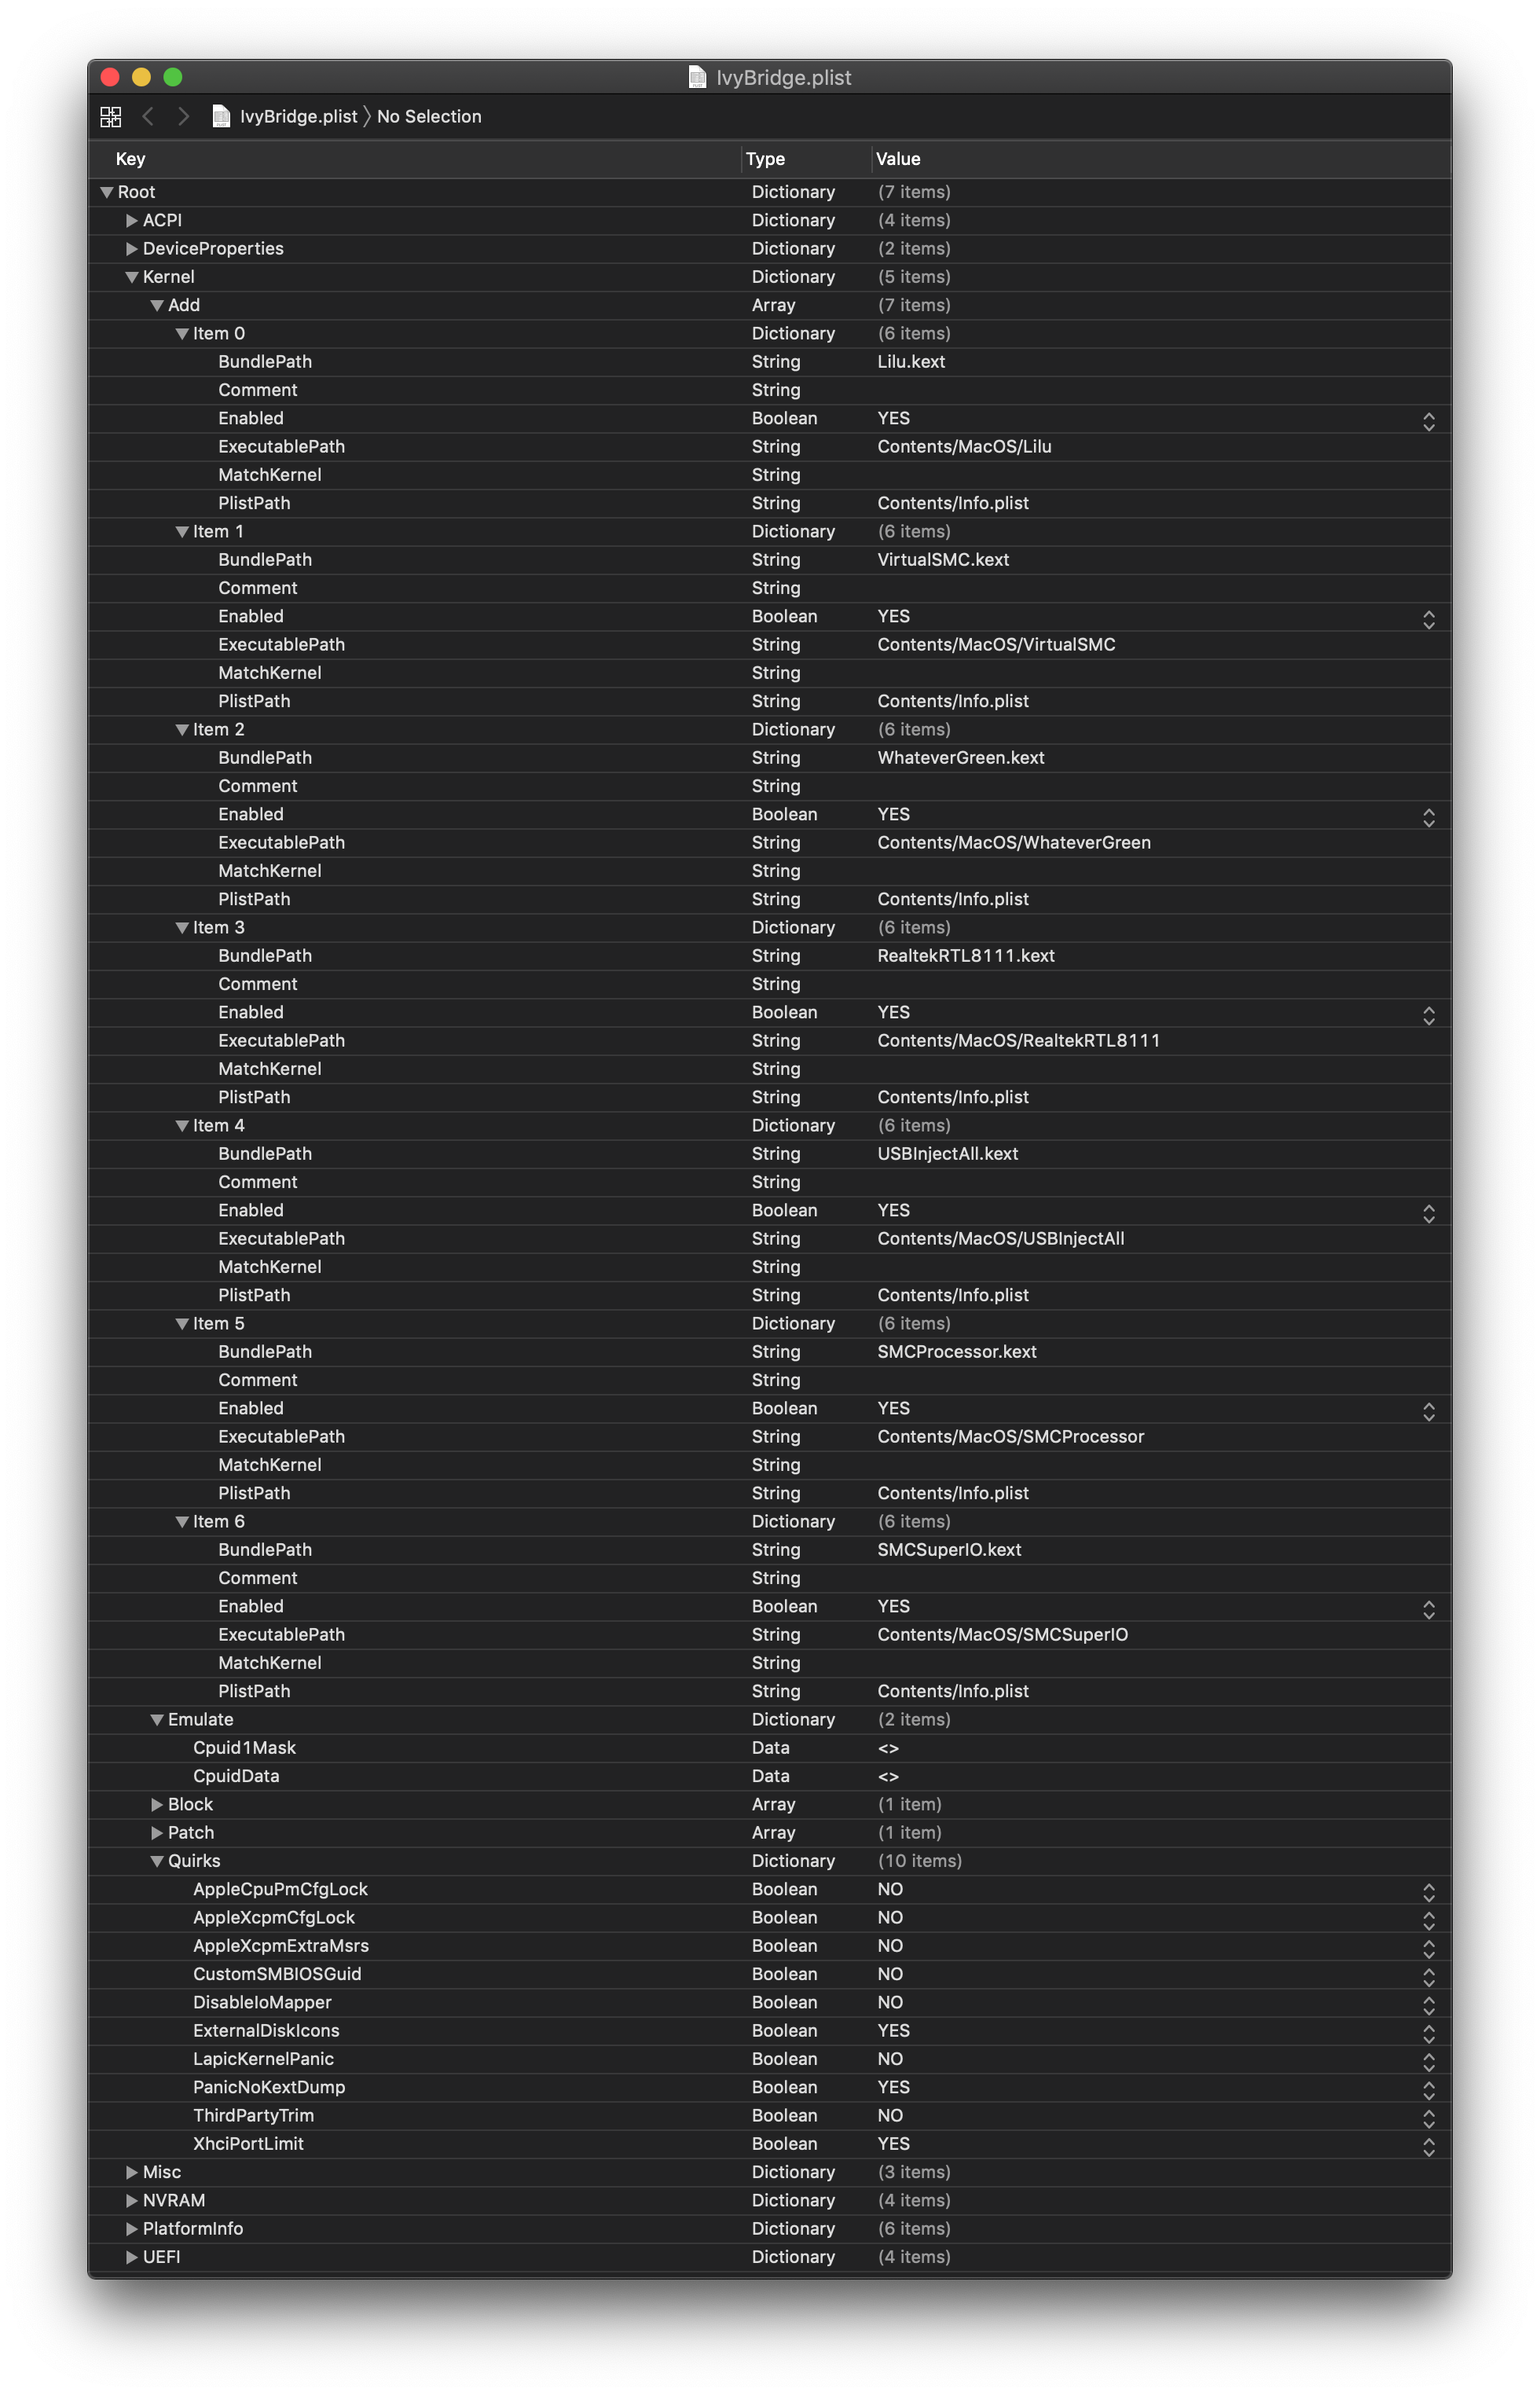 IvyBridge.plist
IvyBridge.plist 〉 No Selection
Key Type Value
Root Dictionary (7 items)
ACPI Dictionary (4 items)
DeviceProperties Dictionary (2 items)
Kernel Dictionary (5 items)
Add Array (7 items)
Item 0 Dictionary (6 items)
BundlePath String Lilu.kext
Comment String
Enabled Boolean YES
ExecutablePath String Contents/MacOS/Lilu
MatchKernel String
PlistPath String Contents/Info.plist
Item 1 Dictionary (6 items)
BundlePath String VirtualSMC.kext
Comment String
Enabled Boolean YES
ExecutablePath String Contents/MacOS/VirtualSMC
MatchKernel String
PlistPath String Contents/Info.plist
Item 2 Dictionary (6 items)
BundlePath String WhateverGreen.kext
Comment String
Enabled Boolean YES
ExecutablePath String Contents/MacOS/WhateverGreen
MatchKernel String
PlistPath String Contents/Info.plist
Item 3 Dictionary (6 items)
BundlePath String RealtekRTL8111.kext
Comment String
Enabled Boolean YES
ExecutablePath String Contents/MacOS/RealtekRTL8111
MatchKernel String
PlistPath String Contents/Info.plist
Item 4 Dictionary (6 items)
BundlePath String USBInjectAll.kext
Comment String
Enabled Boolean YES
ExecutablePath String Contents/MacOS/USBInjectAll
MatchKernel String
PlistPath String Contents/Info.plist
Item 5 Dictionary (6 items)
BundlePath String SMCProcessor.kext
Comment String
Enabled Boolean YES
ExecutablePath String Contents/MacOS/SMCProcessor
MatchKernel String
PlistPath String Contents/Info.plist
Item 6 Dictionary (6 items)
BundlePath String SMCSuperIO.kext
Comment String
Enabled Boolean YES
ExecutablePath String Contents/MacOS/SMCSuperIO
MatchKernel String
PlistPath String Contents/Info.plist
Emulate Dictionary (2 items)
Cpuid1Mask Data <>
CpuidData Data <>
Block Array (1 item)
Patch Array (1 item)
Quirks Dictionary (10 items)
AppleCpuPmCfgLock Boolean NO
AppleXcpmCfgLock Boolean NO
AppleXcpmExtraMsrs Boolean NO
CustomSMBIOSGuid Boolean NO
DisableIoMapper Boolean NO
ExternalDiskIcons Boolean YES
LapicKernelPanic Boolean NO
PanicNoKextDump Boolean YES
ThirdPartyTrim Boolean NO
XhciPortLimit Boolean YES
Misc Dictionary (3 items)
NVRAM Dictionary (4 items)
PlatformInfo Dictionary (6 items)
UEFI Dictionary (4 items)